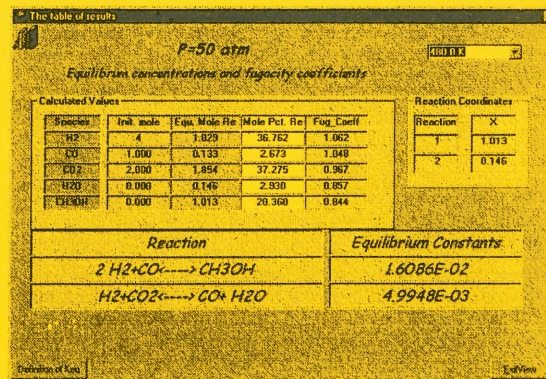 The table of results
P=50 atm
480.0 K
Equilibrum concentrations and fugacity coefficients
Calculated Values
Species Init. mole Equ. Mole.Re Mole Pct. Re Fug_Coeff
H2 4 1.829 36.762 1.062
CO 1.000 0.133 2.673 1.048
CO2 2.000 1.854 37.275 0.967
H2O 0.000 0.146 2.930 0.857
CH3OH 0.000 1.013 20.360 0.844
Reaction Coordinates
Reaction X
1 1.013
2 0.146
Reaction Equilibrium Constants
2 H2+CO<----> CH3OH 1.6086E-02
H2+CO2<----> CO+ H2O 4.9948E-03
Definition of Keq
ExitView